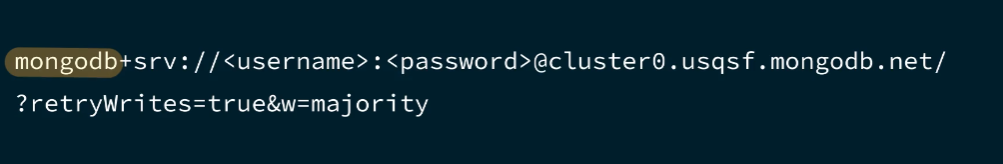 mongodb+srv://<username>:<password>@cluster0.usqsf.mongodb.net/
?retryWrites=true&w=majority